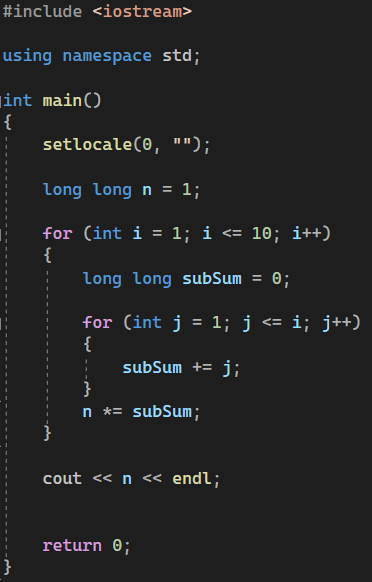 #include <iostream>
using namespace std;
int main()
{
setlocale(0, "");
long long n = 1;
for (int i = 1; i <= 10; i++)
{
long long subSum = 0;
for (int j = 1; j <= i; j++)
{
subSum += j;
}
n *= subSum;
}
cout << n << endl;
return 0;
}